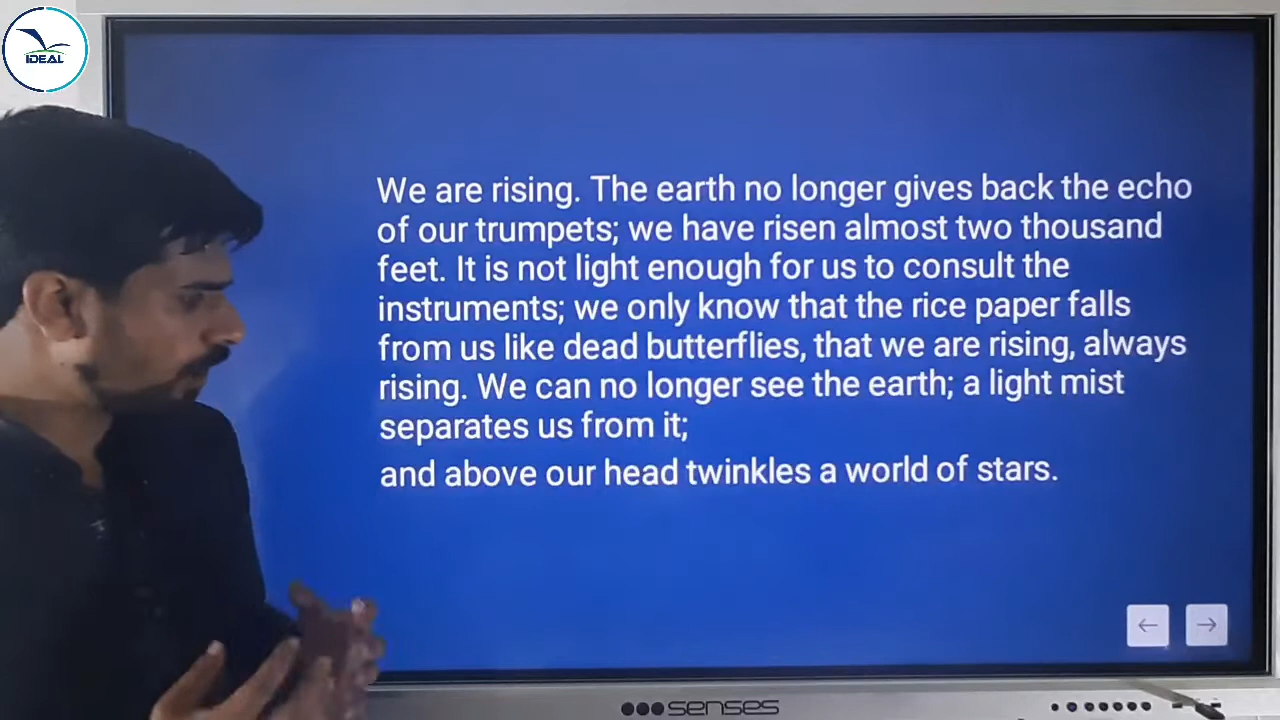 IDEAL
We are rising. The earth no longer gives back the echo
of our trumpets; we have risen almost two thousand
feet. It is not light enough for us to consult the
instruments; we only know that the rice paper falls
from us like dead butterflies, that we are rising, always
rising. We can no longer see the earth; a light mist
separates us from it;
and above our head twinkles a world of stars.
senses